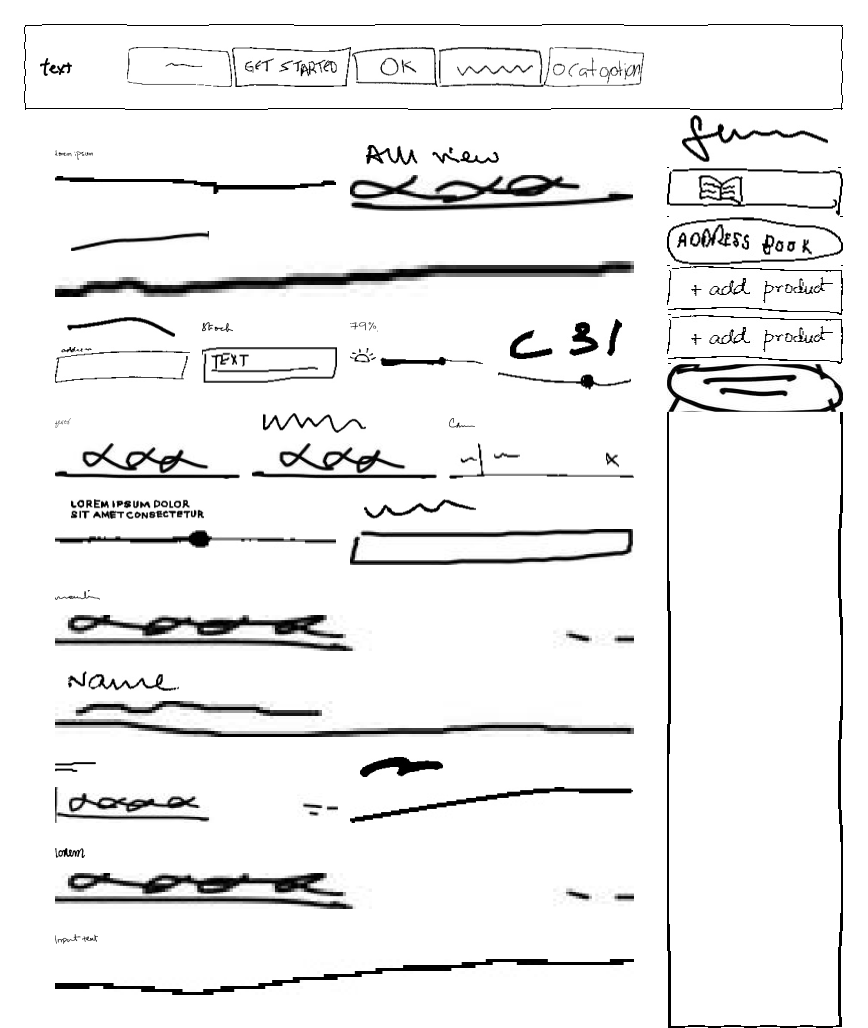 text
GET STARTED
OK
ocatoption
lorem ipsum
All view
ADDRESS BOOK
+ add product
+ add product
Stock
79%
address
TEXT
C 31
LOREM IPSUM DOLOR
SIT AMET CONSECTETUR
Name
lorem
Input text